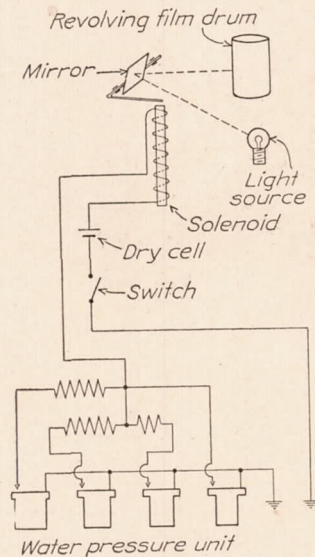 Revolving film drum
Mirror
Light
source
Solenoid
Dry cell
Switch
Water pressure unit